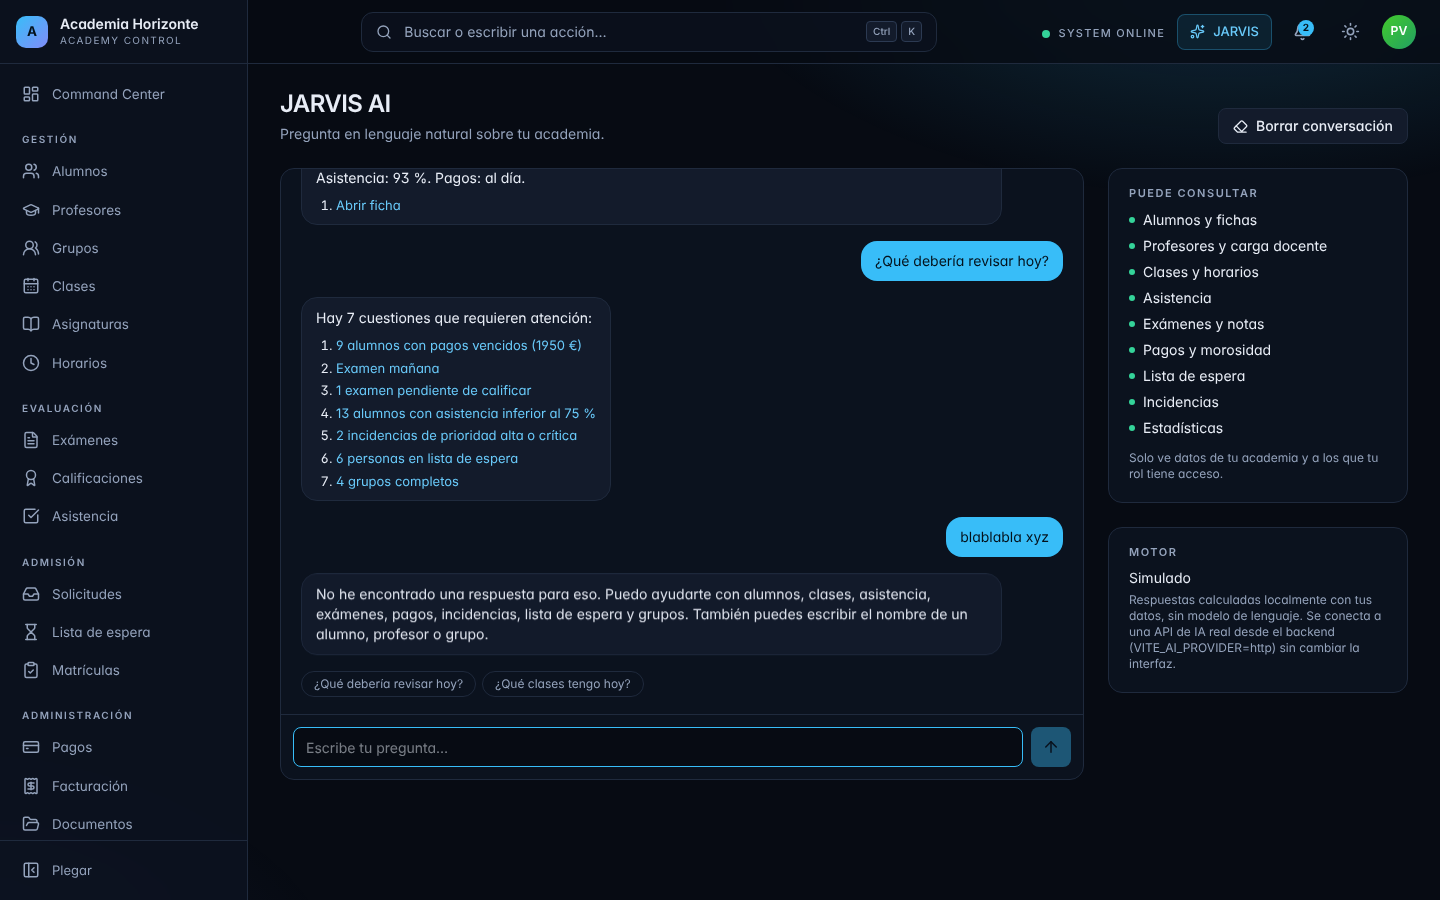 A
Academia Horizonte
ACADEMY CONTROL
Buscar o escribir una acción...
Ctrl K
SYSTEM ONLINE
JARVIS
2
PV
Command Center
GESTIÓN
Alumnos
Profesores
Grupos
Clases
Asignaturas
Horarios
EVALUACIÓN
Exámenes
Calificaciones
Asistencia
ADMISIÓN
Solicitudes
Lista de espera
Matrículas
ADMINISTRACIÓN
Pagos
Facturación
Documentos
Plegar
JARVIS AI
Pregunta en lenguaje natural sobre tu academia.
Borrar conversación
Asistencia: 93 %. Pagos: al día.
1. Abrir ficha
¿Qué debería revisar hoy?
Hay 7 cuestiones que requieren atención:
1. 9 alumnos con pagos vencidos (1950 €)
2. Examen mañana
3. 1 examen pendiente de calificar
4. 13 alumnos con asistencia inferior al 75 %
5. 2 incidencias de prioridad alta o crítica
6. 6 personas en lista de espera
7. 4 grupos completos
blablabla xyz
No he encontrado una respuesta para eso. Puedo ayudarte con alumnos, clases, asistencia,
exámenes, pagos, incidencias, lista de espera y grupos. También puedes escribir el nombre de un
alumno, profesor o grupo.
¿Qué debería revisar hoy?
¿Qué clases tengo hoy?
Escribe tu pregunta...
PUEDE CONSULTAR
Alumnos y fichas
Profesores y carga docente
Clases y horarios
Asistencia
Exámenes y notas
Pagos y morosidad
Lista de espera
Incidencias
Estadísticas
Solo ve datos de tu academia y a los que tu
rol tiene acceso.
MOTOR
Simulado
Respuestas calculadas localmente con tus
datos, sin modelo de lenguaje. Se conecta a
una API de IA real desde el backend
(VITE_AI_PROVIDER=http) sin cambiar la
interfaz.